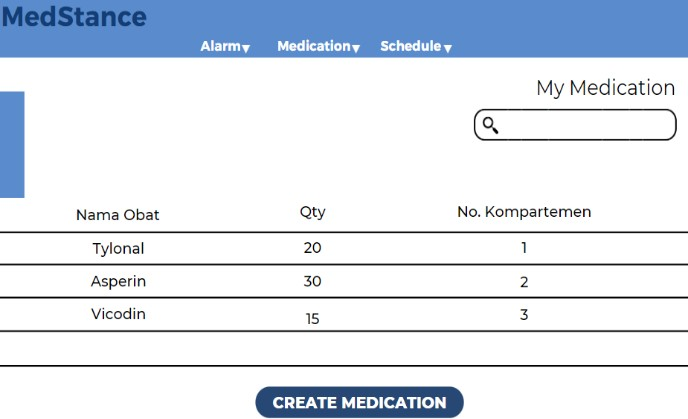 MedStance
Alarm▼ Medication▼ Schedule▼
My Medication
Nama Obat Qty No. Kompartemen
Tylonal 20 1
Asperin 30 2
Vicodin 15 3
CREATE MEDICATION